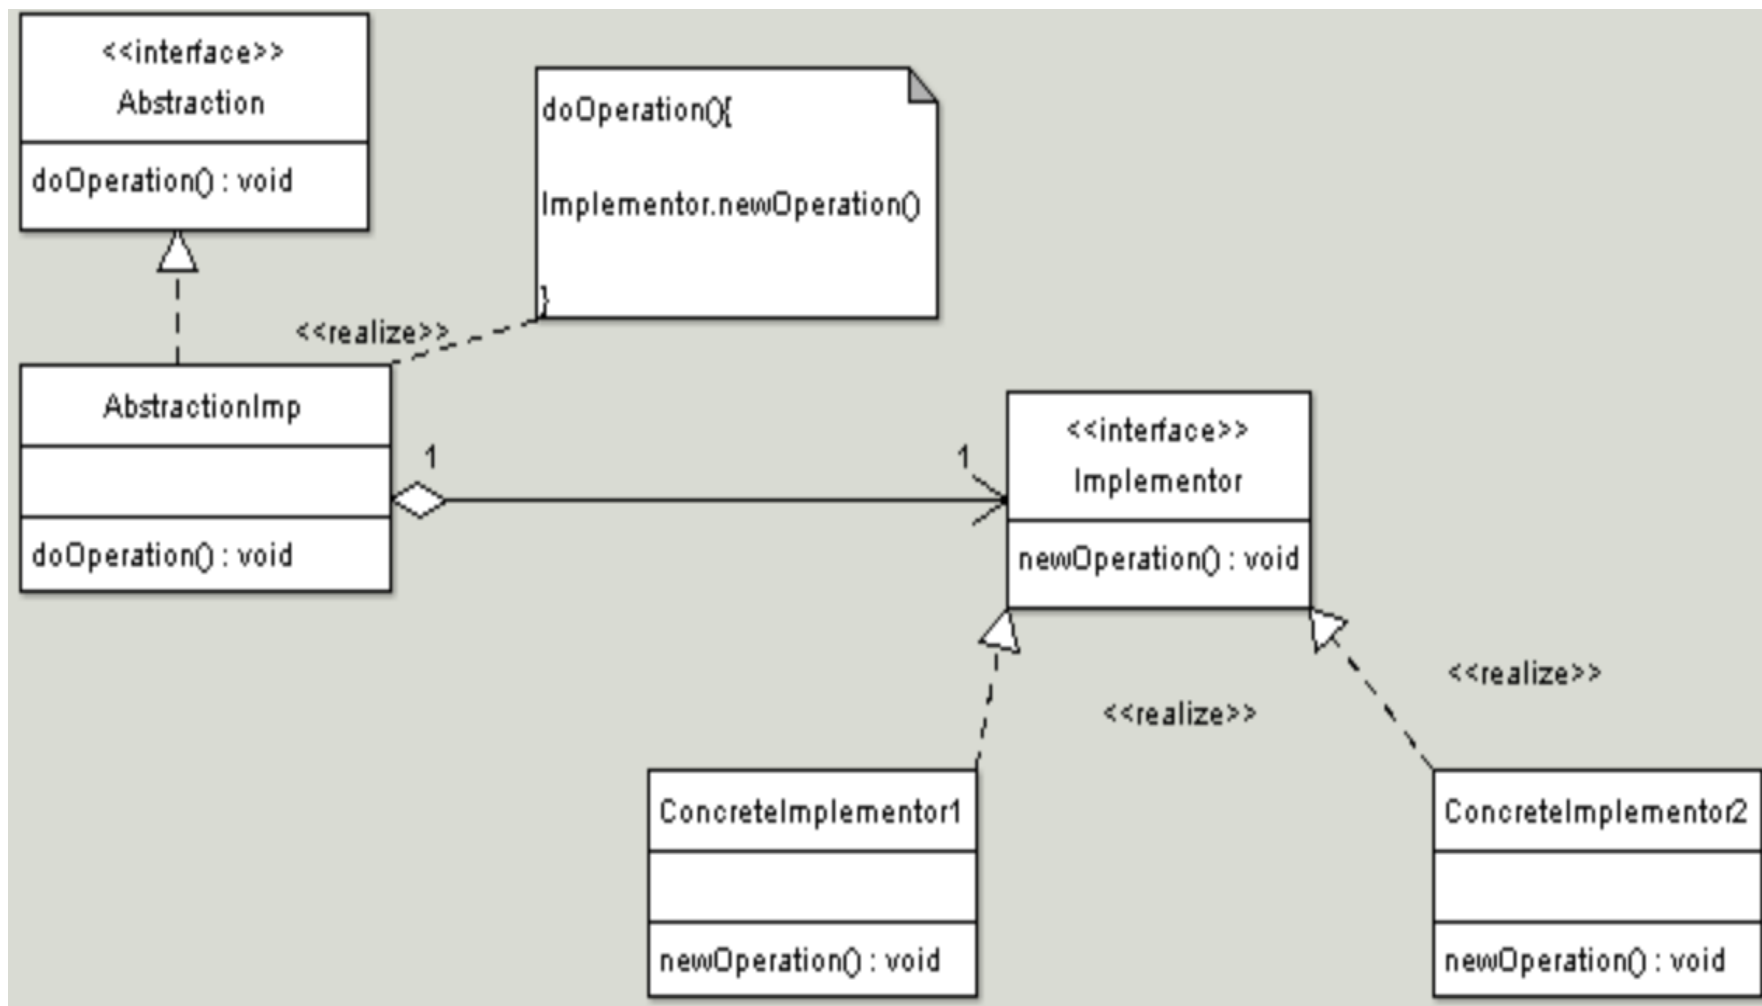 <<interface>>
Abstraction
doOperation() : void
doOperation(){
Implementor.newOperation()
}
<<realize>>
AbstractionImp
doOperation() : void
1
1
<<interface>>
Implementor
newOperation() : void
<<realize>>
<<realize>>
ConcreteImplementor1
newOperation() : void
ConcreteImplementor2
newOperation() : void